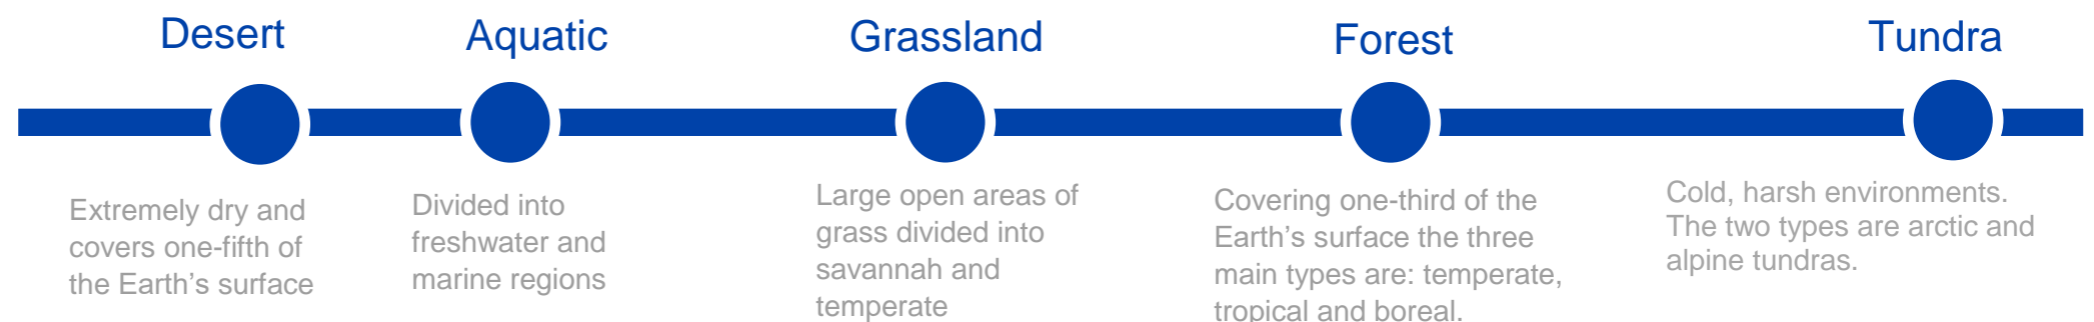 Desert
Extremely dry and
covers one-fifth of
the Earth's surface
Aquatic
Divided into
freshwater and
marine regions
Grassland
Large open areas of
grass divided into
savannah and
temperate
Forest
Covering one-third of the
Earth's surface the three
main types are: temperate,
tropical and boreal.
Tundra
Cold, harsh environments.
The two types are arctic and
alpine tundras.